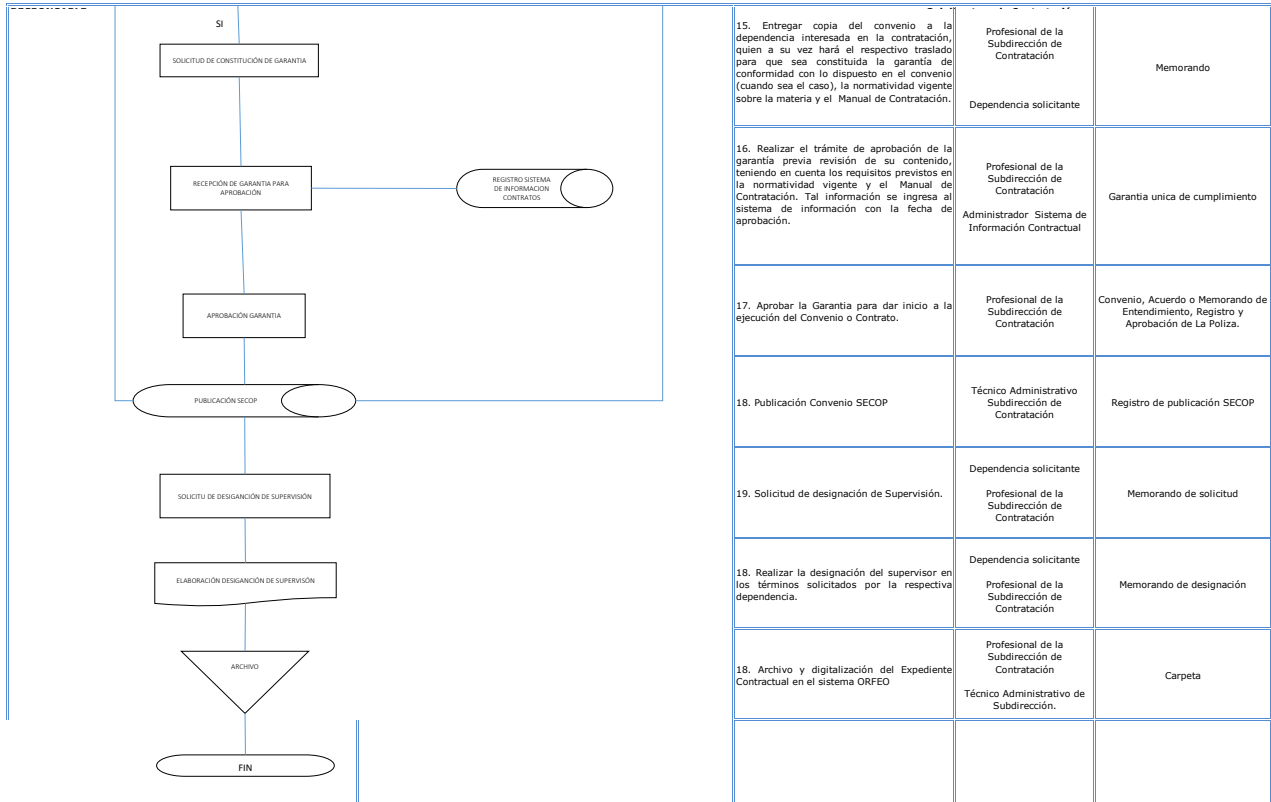 SI
SOLICITUD DE CONSTITUCIÓN DE GARANTIA
RECEPCIÓN DE GARANTIA PARA
APROBACIÓN
REGISTRO SISTEMA
DE INFORMACION
CONTRATOS
APROBACIÓN GARANTIA
PUBLICACIÓN SECOP
SOLICITU DE DESIGANCIÓN DE SUPERVISIÓN
ELABORACIÓN DESIGANCIÓN DE SUPERVISÓN
ARCHIVO
FIN
15. Entregar copia del convenio a la
dependencia interesada en la contratación,
quien a su vez hará el respectivo traslado
para que sea constituida la garantía de
conformidad con lo dispuesto en el convenio
(cuando sea el caso), la normatividad vigente
sobre la materia y el Manual de Contratación.
Profesional de la
Subdirección de
Contratación
Dependencia solicitante
Memorando
16. Realizar el trámite de aprobación de la
garantía previa revisión de su contenido,
teniendo en cuenta los requisitos previstos en
la normatividad vigente y el Manual de
Contratación. Tal información se ingresa al
sistema de información con la fecha de
aprobación.
Profesional de la
Subdirección de
Contratación
Administrador Sistema de
Información Contractual
Garantia unica de cumplimiento
17. Aprobar la Garantia para dar inicio a la
ejecución del Convenio o Contrato.
Profesional de la
Subdirección de
Contratación
Convenio, Acuerdo o Memorando de
Entendimiento, Registro y
Aprobación de La Poliza.
18. Publicación Convenio SECOP
Técnico Administrativo
Subdirección de
Contratación
Registro de publicación SECOP
19. Solicitud de designación de Supervisión.
Dependencia solicitante
Profesional de la
Subdirección de
Contratación
Memorando de solicitud
18. Realizar la designación del supervisor en
los términos solicitados por la respectiva
dependencia.
Dependencia solicitante
Profesional de la
Subdirección de
Contratación
Memorando de designación
18. Archivo y digitalización del Expediente
Contractual en el sistema ORFEO
Profesional de la
Subdirección de
Contratación
Técnico Administrativo de
Subdirección.
Carpeta